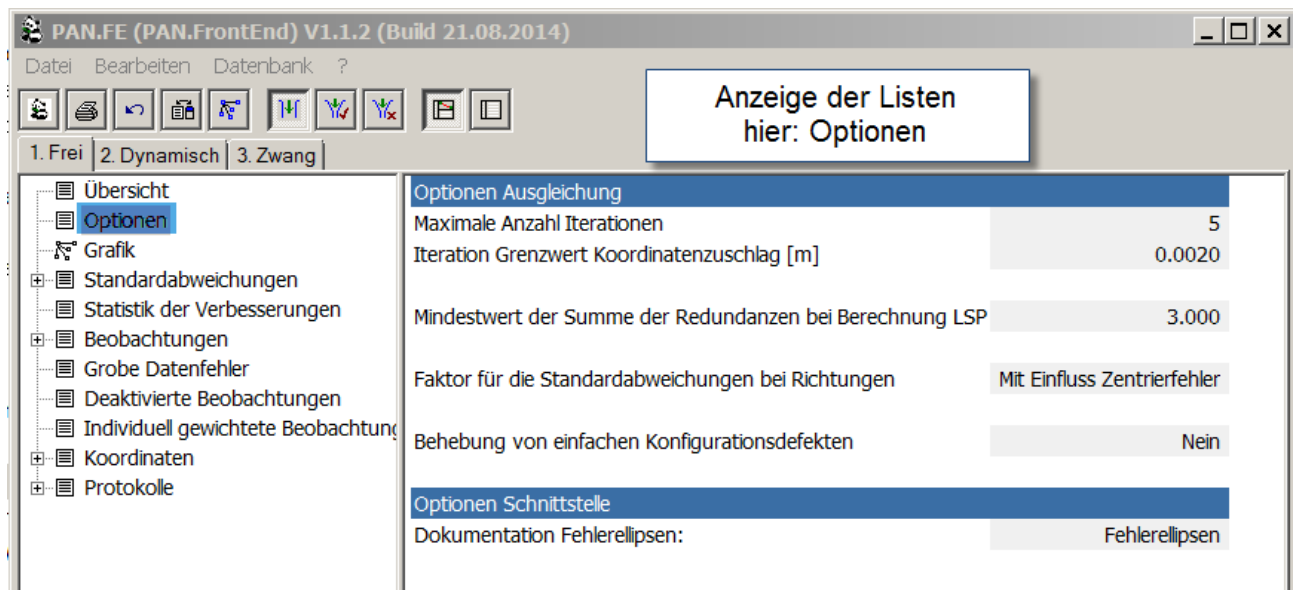 PAN.FE (PAN.FrontEnd) V1.1.2 (Build 21.08.2014)
Datei Bearbeiten Datenbank ?
Anzeige der Listen
hier: Optionen
1. Frei 2. Dynamisch 3. Zwang
Übersicht
Optionen
Grafik
Standardabweichungen
Statistik der Verbesserungen
Beobachtungen
Grobe Datenfehler
Deaktivierte Beobachtungen
Individuell gewichtete Beobachtung
Koordinaten
Protokolle
Optionen Ausgleichung
Maximale Anzahl Iterationen 5
Iteration Grenzwert Koordinatenzuschlag [m] 0.0020
Mindestwert der Summe der Redundanzen bei Berechnung LSP 3.000
Faktor für die Standardabweichungen bei Richtungen Mit Einfluss Zentrierfehler
Behebung von einfachen Konfigurationsdefekten Nein
Optionen Schnittstelle
Dokumentation Fehlerellipsen: Fehlerellipsen